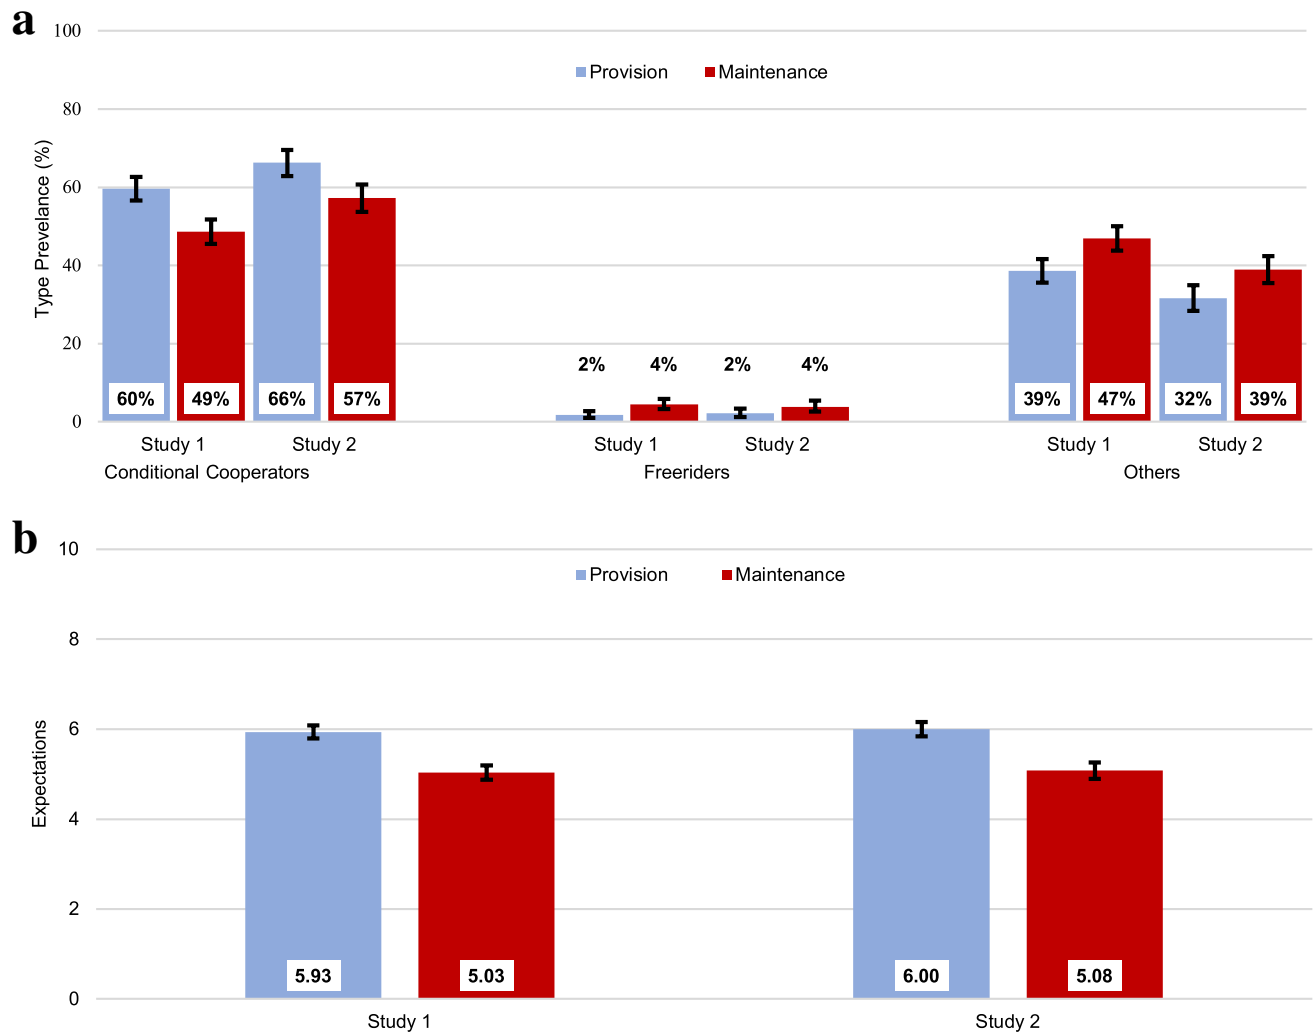 a
100
Provision Maintenance
80
60
40
20
0
Type Prevelance (%)
60% 49% 66% 57% 2% 4% 2% 4% 39% 47% 32% 39%
Study 1 Study 2 Study 1 Study 2 Study 1 Study 2
Conditional Cooperators Freeriders Others
b
10
Provision Maintenance
8
6
4
2
0
Expectations
5.93 5.03 6.00 5.08
Study 1 Study 2